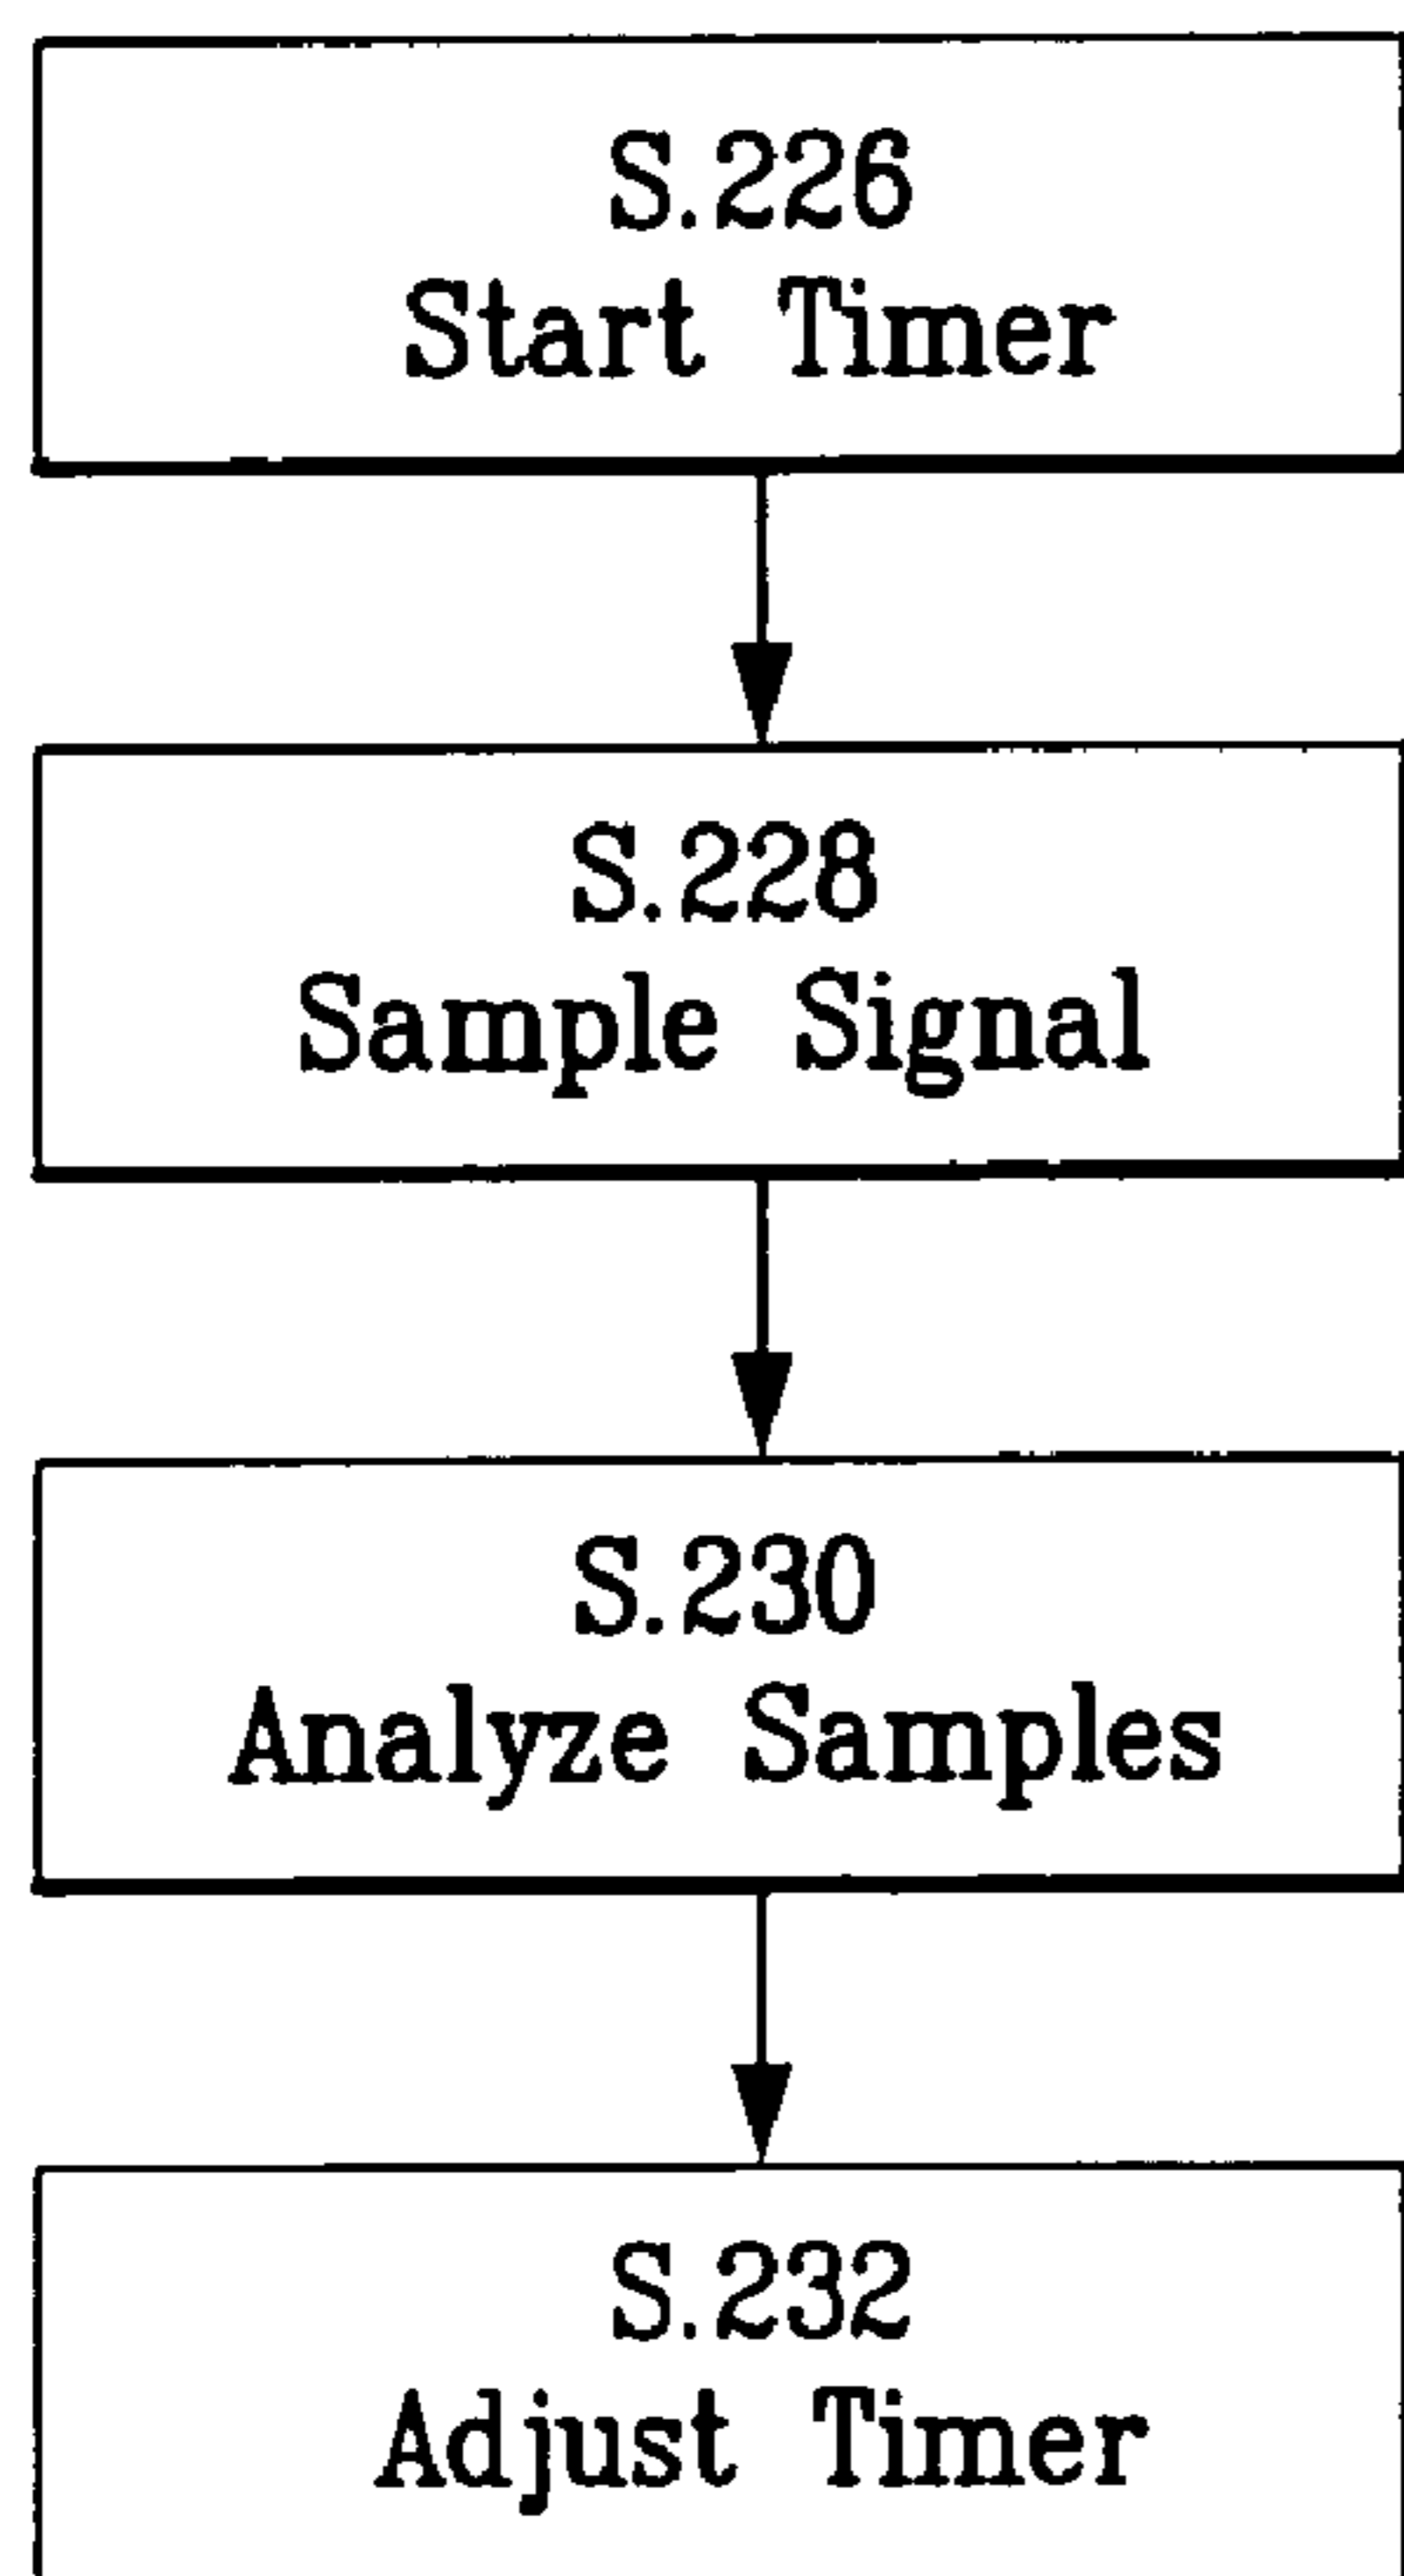 S.226
Start Timer
S.228
Sample Signal
S.230
Analyze Samples
S.232
Adjust Timer